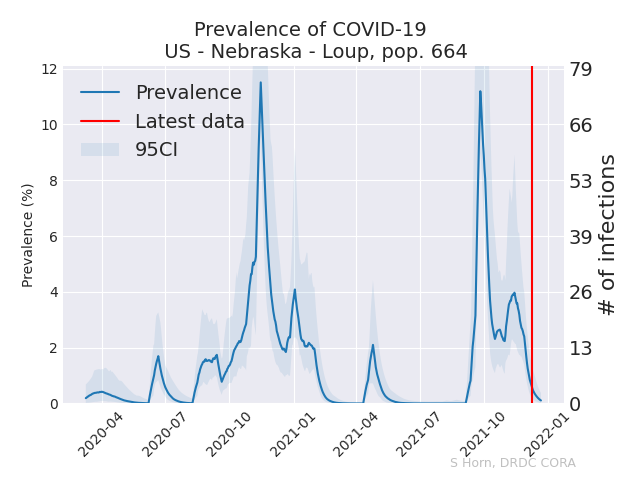 Prevalence of COVID-19
US - Nebraska - Loup, pop. 664
Prevalence
Latest data
95CI
Prevalence (%)
12
10
8
6
4
2
0
79
66
53
39
26
13
0
# of infections
2020-04
2020-07
2020-10
2021-01
2021-04
2021-07
2021-10
2022-01
S Horn, DRDC CORA